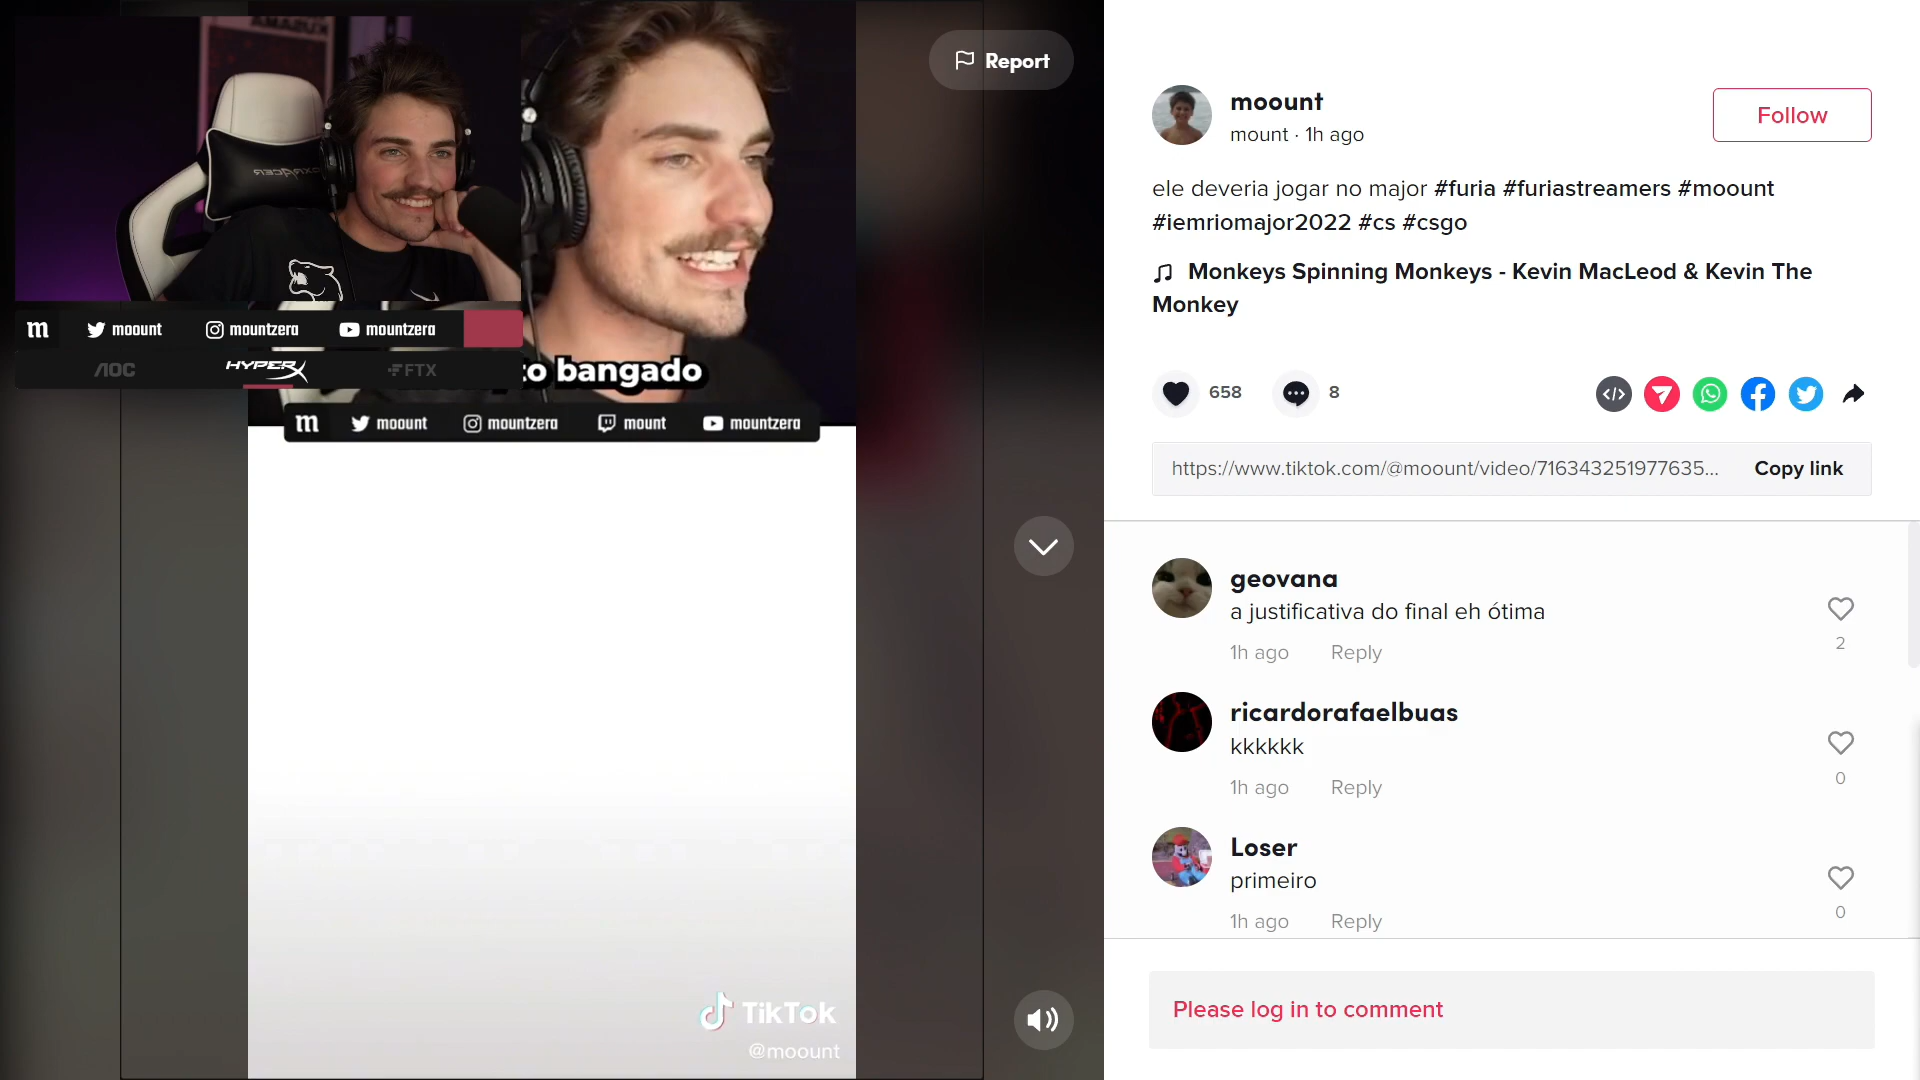 Report
moount
mountzera
mountzera
AOC
HYPERX
FTX
to bangado
moount
mountzera
mount
mountzera
TikTok
@moount
moount
mount · 1h ago
Follow
ele deveria jogar no major #furia #furiastreamers #moount
#iemriomajor2022 #cs #csgo
Monkeys Spinning Monkeys - Kevin MacLeod & Kevin The
Monkey
658
8
https://www.tiktok.com/@moount/video/716343251977635...
Copy link
geovana
a justificativa do final eh ótima
2
1h ago Reply
ricardorafaelbuas
kkkkkk
0
1h ago Reply
Loser
primeiro
0
1h ago Reply
Please log in to comment